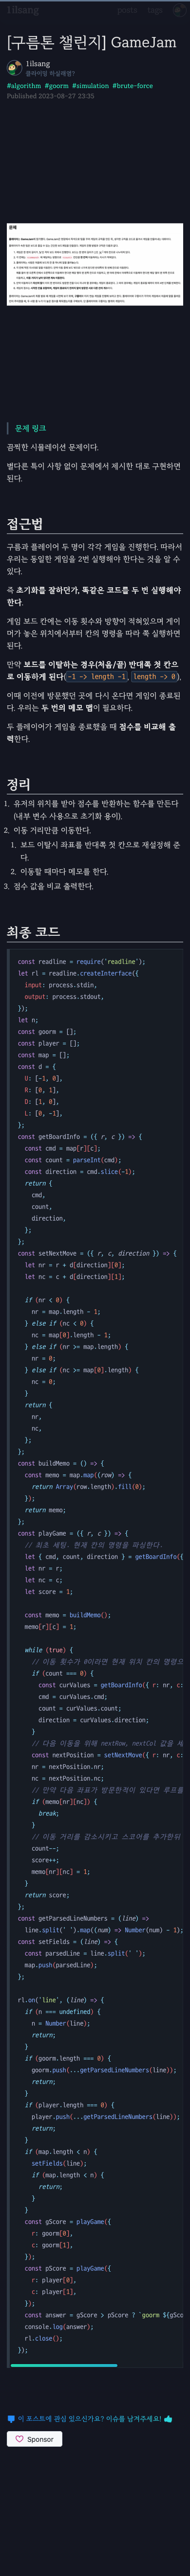 1ilsang
posts
tags
[구름톤 챌린지] GameJam
1ilsang
클라이밍 하실래염?
#algorithm #goorm #simulation #brute-force
Published 2023-08-27 23:35
문제
문제 링크
끔찍한 시뮬레이션 문제이다.
별다른 특이 사항 없이 문제에서 제시한 대로 구현하면
된다.
접근법
구름과 플레이어 두 명이 각각 게임을 진행한다. 따라서
우리는 동일한 게임을 2번 실행해야 한다는 것을 알 수
있다.
즉 초기화를 잘하던가, 똑같은 코드를 두 번 실행해야
한다.
게임 보드 칸에는 이동 횟수와 방향이 적혀있으며 게이
머가 놓은 위치에서부터 칸의 명령을 따라 쭉 실행하면
된다.
만약 보드를 이탈하는 경우(처음/끝) 반대쪽 첫 칸으
로 이동하게 된다(-1 -> length -1, length -> 0).
이때 이전에 방문했던 곳에 다시 온다면 게임이 종료된
다. 우리는 두 번의 메모 맵이 필요하다.
두 플레이어가 게임을 종료했을 때 점수를 비교해 출
력한다.
정리
1. 유저의 위치를 받아 점수를 반환하는 함수를 만든다
(내부 변수 사용으로 초기화 용이).
2. 이동 거리만큼 이동한다.
1. 보드 이탈시 좌표를 반대쪽 첫 칸으로 재설정해 준
다.
2. 이동할 때마다 메모를 한다.
3. 점수 값을 비교 출력한다.
최종 코드
const readline = require('readline');
let rl = readline.createInterface({
input: process.stdin,
output: process.stdout,
});
let n;
const goorm = [];
const player = [];
const map = [];
const d = {
U: [-1, 0],
R: [0, 1],
D: [1, 0],
L: [0, -1],
};
const getBoardInfo = ({ r, c }) => {
const cmd = map[r][c];
const count = parseInt(cmd);
const direction = cmd.slice(-1);
return {
cmd,
count,
direction,
};
};
const setNextMove = ({ r, c, direction }) => {
let nr = r + d[direction][0];
let nc = c + d[direction][1];
if (nr < 0) {
nr = map.length - 1;
} else if (nc < 0) {
nc = map[0].length - 1;
} else if (nr >= map.length) {
nr = 0;
} else if (nc >= map[0].length) {
nc = 0;
}
return {
nr,
nc,
};
};
const buildMemo = () => {
const memo = map.map((row) => {
return Array(row.length).fill(0);
});
return memo;
};
const playGame = ({ r, c }) => {
// 최초 세팅. 현재 칸의 명령을 파싱한다.
let { cmd, count, direction } = getBoardInfo({
let nr = r;
let nc = c;
let score = 1;
const memo = buildMemo();
memo[r][c] = 1;
while (true) {
// 이동 횟수가 0이라면 현재 위치 칸의 명령으
if (count === 0) {
const curValues = getBoardInfo({ r: nr, c:
cmd = curValues.cmd;
count = curValues.count;
direction = curValues.direction;
}
// 다음 이동을 위해 nextRow, nextCol 값을 세
const nextPosition = setNextMove({ r: nr, c:
nr = nextPosition.nr;
nc = nextPosition.nc;
// 만약 다음 좌표가 방문한적이 있다면 루프를
if (memo[nr][nc]) {
break;
}
// 이동 거리를 감소시키고 스코어를 추가한뒤
count--;
score++;
memo[nr][nc] = 1;
}
return score;
};
const getParsedLineNumbers = (line) =>
line.split(' ').map((num) => Number(num) - 1);
const setFields = (line) => {
const parsedLine = line.split(' ');
map.push(parsedLine);
};
rl.on('line', (line) => {
if (n === undefined) {
n = Number(line);
return;
}
if (goorm.length === 0) {
goorm.push(...getParsedLineNumbers(line));
return;
}
if (player.length === 0) {
player.push(...getParsedLineNumbers(line));
return;
}
if (map.length < n) {
setFields(line);
if (map.length < n) {
return;
}
}
const gScore = playGame({
r: goorm[0],
c: goorm[1],
});
const pScore = playGame({
r: player[0],
c: player[1],
});
const answer = gScore > pScore ? `goorm ${gSco
console.log(answer);
rl.close();
});
이 포스트에 관심 있으신가요? 이슈를 남겨주세요!
Sponsor